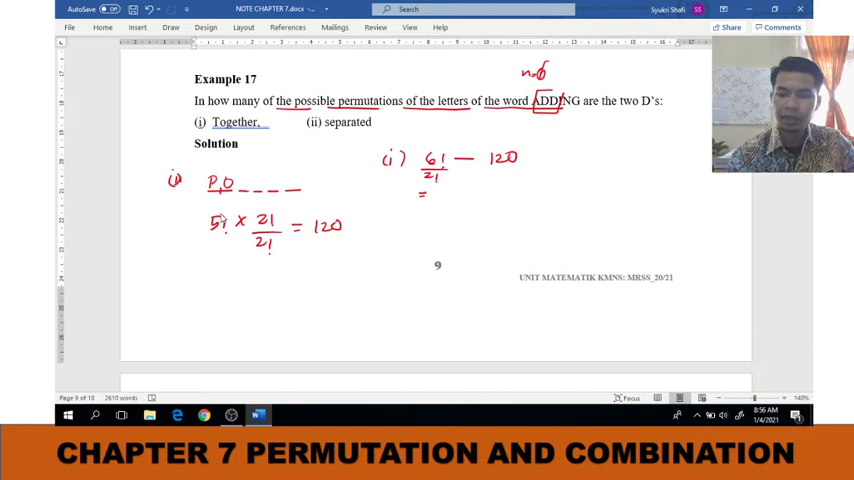 AutoSave Off
NOTE CHAPTER 7.docx -...
Search
Syukri Shafi
SS
File Home Insert Draw Design Layout References Mailings Review View Help
Share Comments
Example 17
In how many of the possible permutations of the letters of the word ADDING are the two D's:
(i) Together, (ii) separated
Solution
(i) 6! — 120
2!
=
D,D _ _ _ _
5! × 2! = 120
2!
9
UNIT MATEMATIK KMNS: MRSS_20/21
Page 9 of 18 2610 words Focus 140%
8:56 AM
1/4/2021
CHAPTER 7 PERMUTATION AND COMBINATION